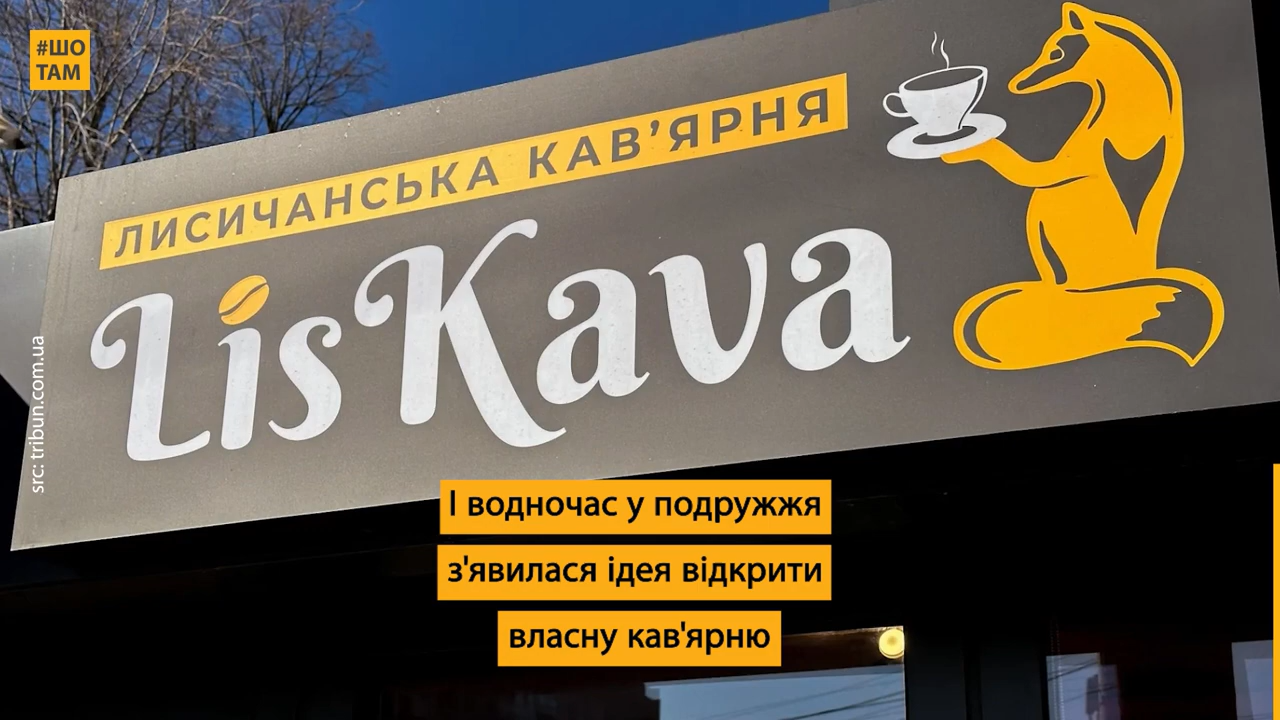 #ШО
ТАМ
ЛИСИЧАНСЬКА КАВ’ЯРНЯ
LisKava
src: tribun.com.ua
І водночас у подружжя
з'явилася ідея відкрити
власну кав'ярню